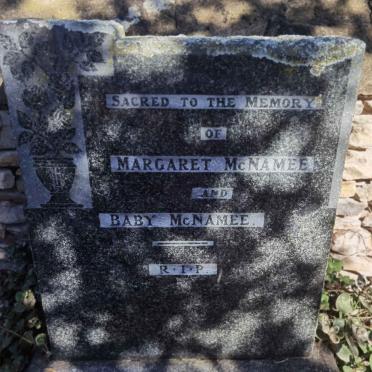 SACRED TO THE MEMORY
OF
MARGARET McNAMEE
AND
BABY McNAMEE.
R·I·P.